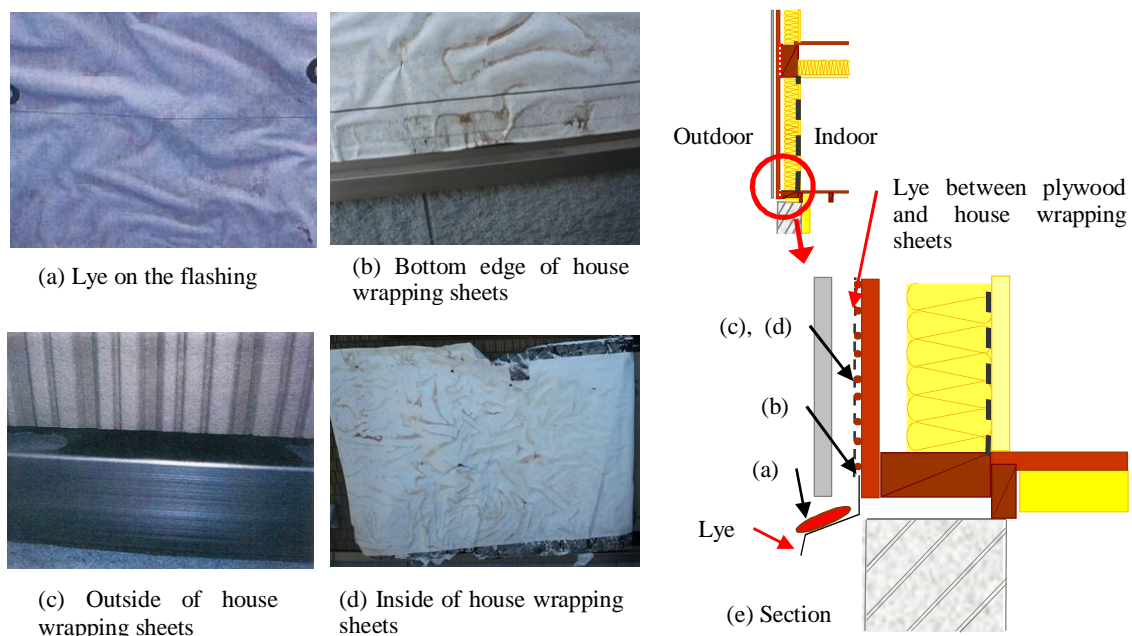 (a) Lye on the flashing
(b) Bottom edge of house
wrapping sheets
(c) Outside of house
wrapping sheets
(d) Inside of house wrapping
sheets
Outdoor
Indoor
Lye between plywood
and house wrapping
sheets
(c), (d)
(b)
(a)
Lye
(e) Section